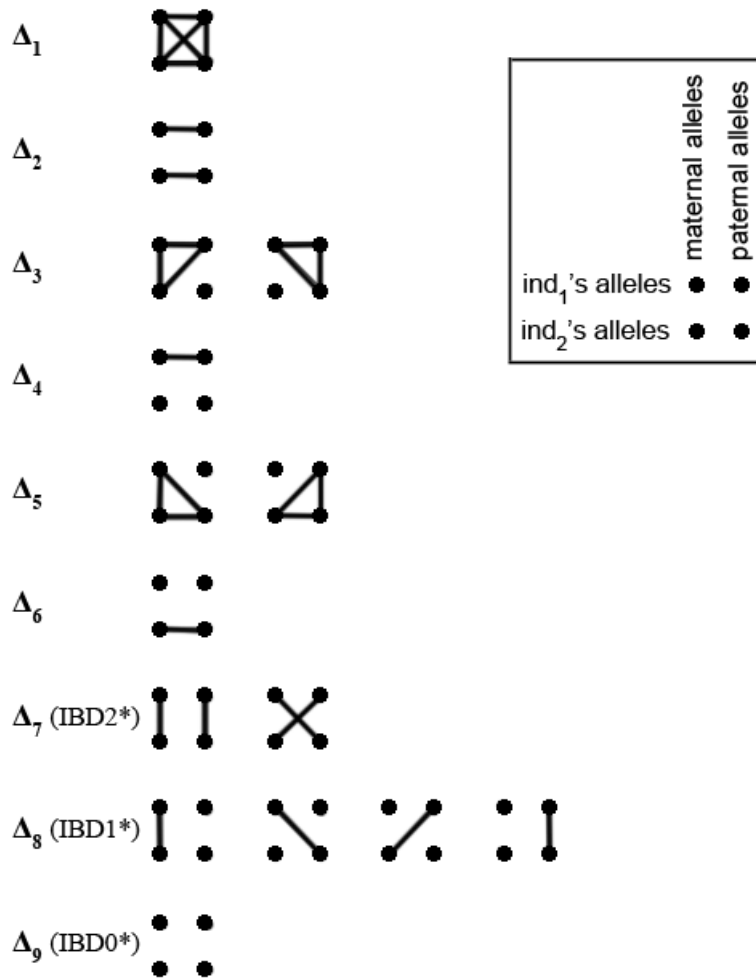 Δ1
Δ2
Δ3
Δ4
Δ5
Δ6
Δ7 (IBD2*)
Δ8 (IBD1*)
Δ9 (IBD0*)
maternal alleles
paternal alleles
ind1's alleles
ind2's alleles